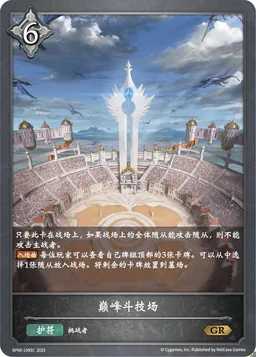 6
只要此卡在战场上，如果战场上的全体随从能攻击随从，则不能
攻击主战者。
入场曲 每位玩家可以查看自己牌组顶部的3张卡牌。可以从中选
择1张随从放入战场。将剩余的卡牌放置到墓场。
巅峰斗技场
护符 挑战者 GR
BP06-109SC 2025 © Cygames, Inc. Published by NetEase Games